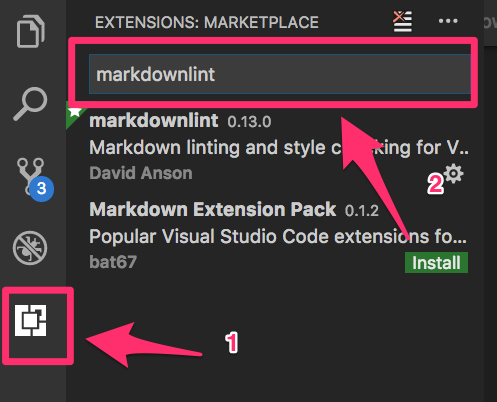 EXTENSIONS: MARKETPLACE
markdownlint
markdownlint 0.13.0
Markdown linting and style c king for V...
David Anson
2
Markdown Extension Pack 0.1.2
Popular Visual Studio Code extensions fo...
bat67
Install
3
1